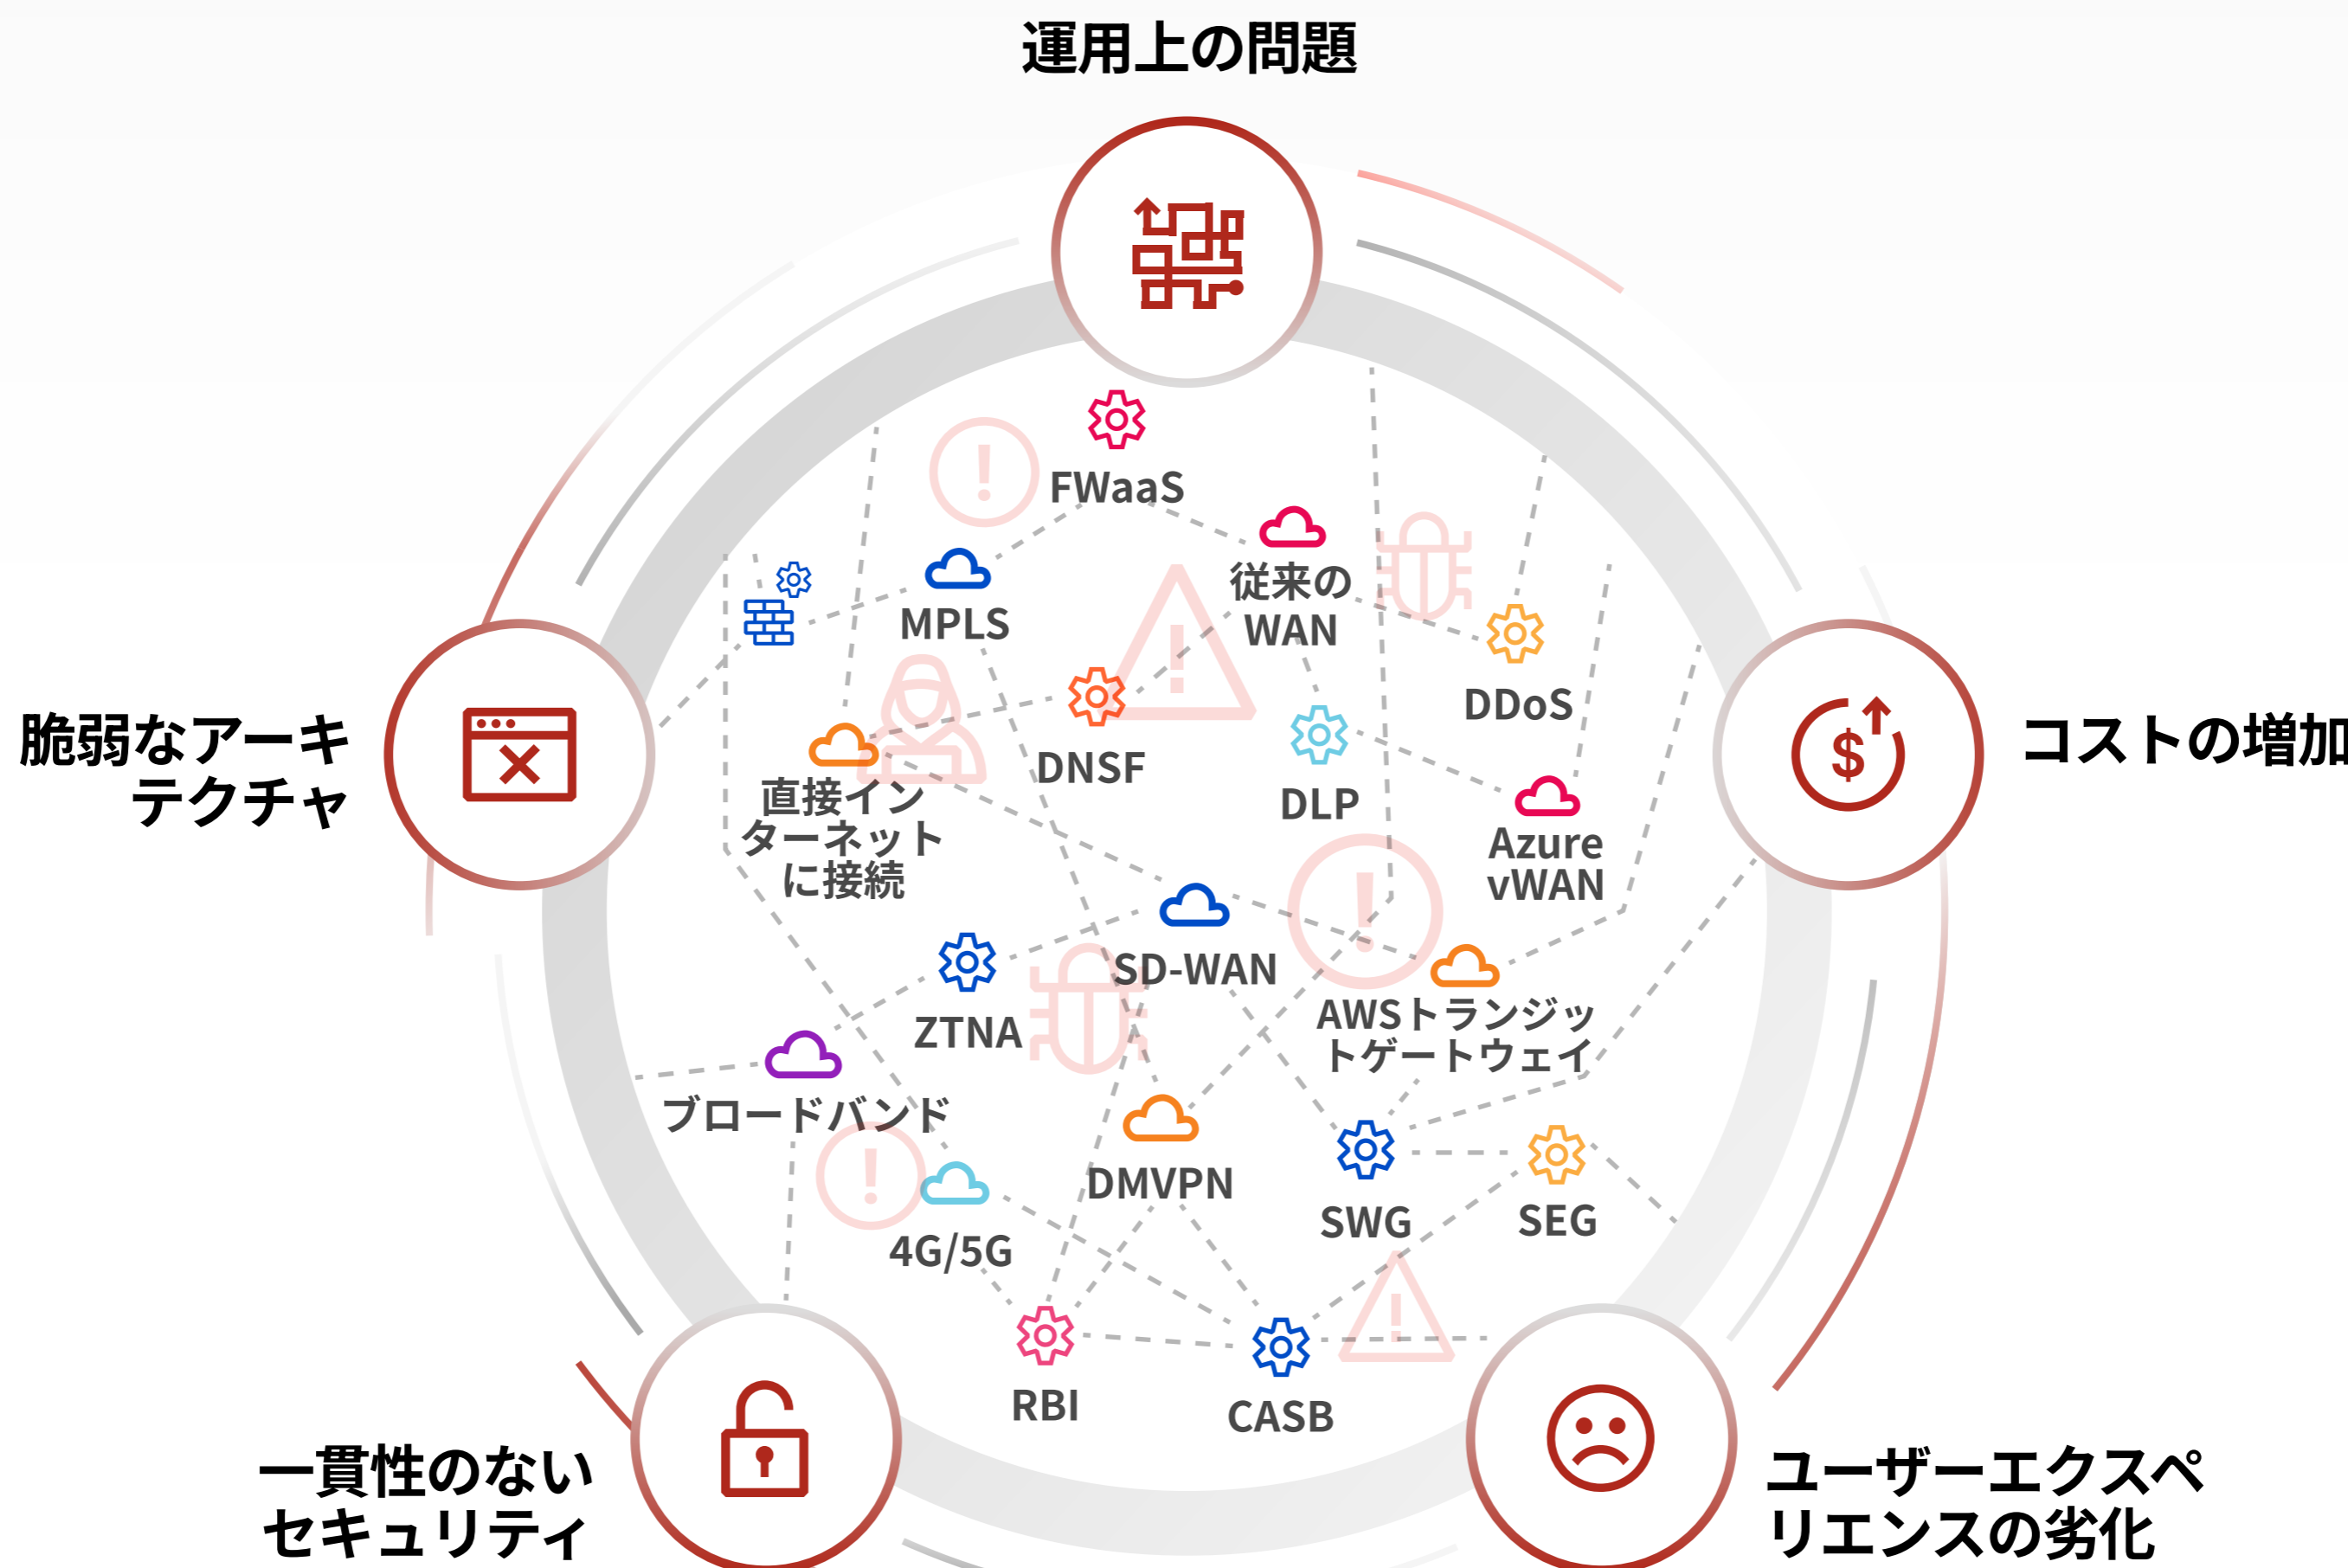 運用上の問題
FWaaS
従来の
WAN
MPLS
DDoS
脆弱なアーキ
テクチャ
コストの増加
DNSF
直接イン
ターネット
に接続
DLP
Azure
vWAN
SD-WAN
ZTNA
AWSトランジッ
トゲートウェイ
ブロードバンド
DMVPN
4G/5G
SWG
SEG
RBI
CASB
一貫性のない
セキュリティ
ユーザーエクスペ
リエンスの劣化